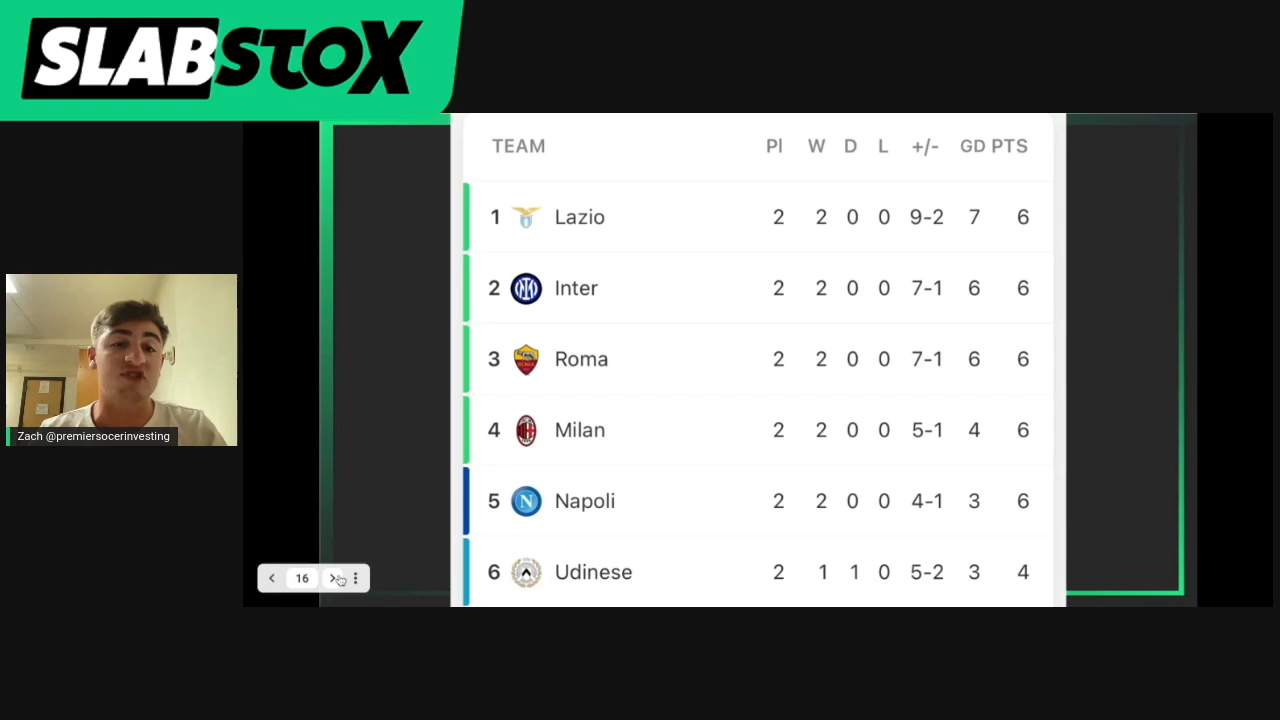 SLABSTOX
TEAM Pl W D L +/- GD PTS
1 Lazio 2 2 0 0 9-2 7 6
2 Inter 2 2 0 0 7-1 6 6
3 Roma 2 2 0 0 7-1 6 6
4 Milan 2 2 0 0 5-1 4 6
5 N Napoli 2 2 0 0 4-1 3 6
6 Udinese 2 1 1 0 5-2 3 4
Zach @premiersocerinvesting
16